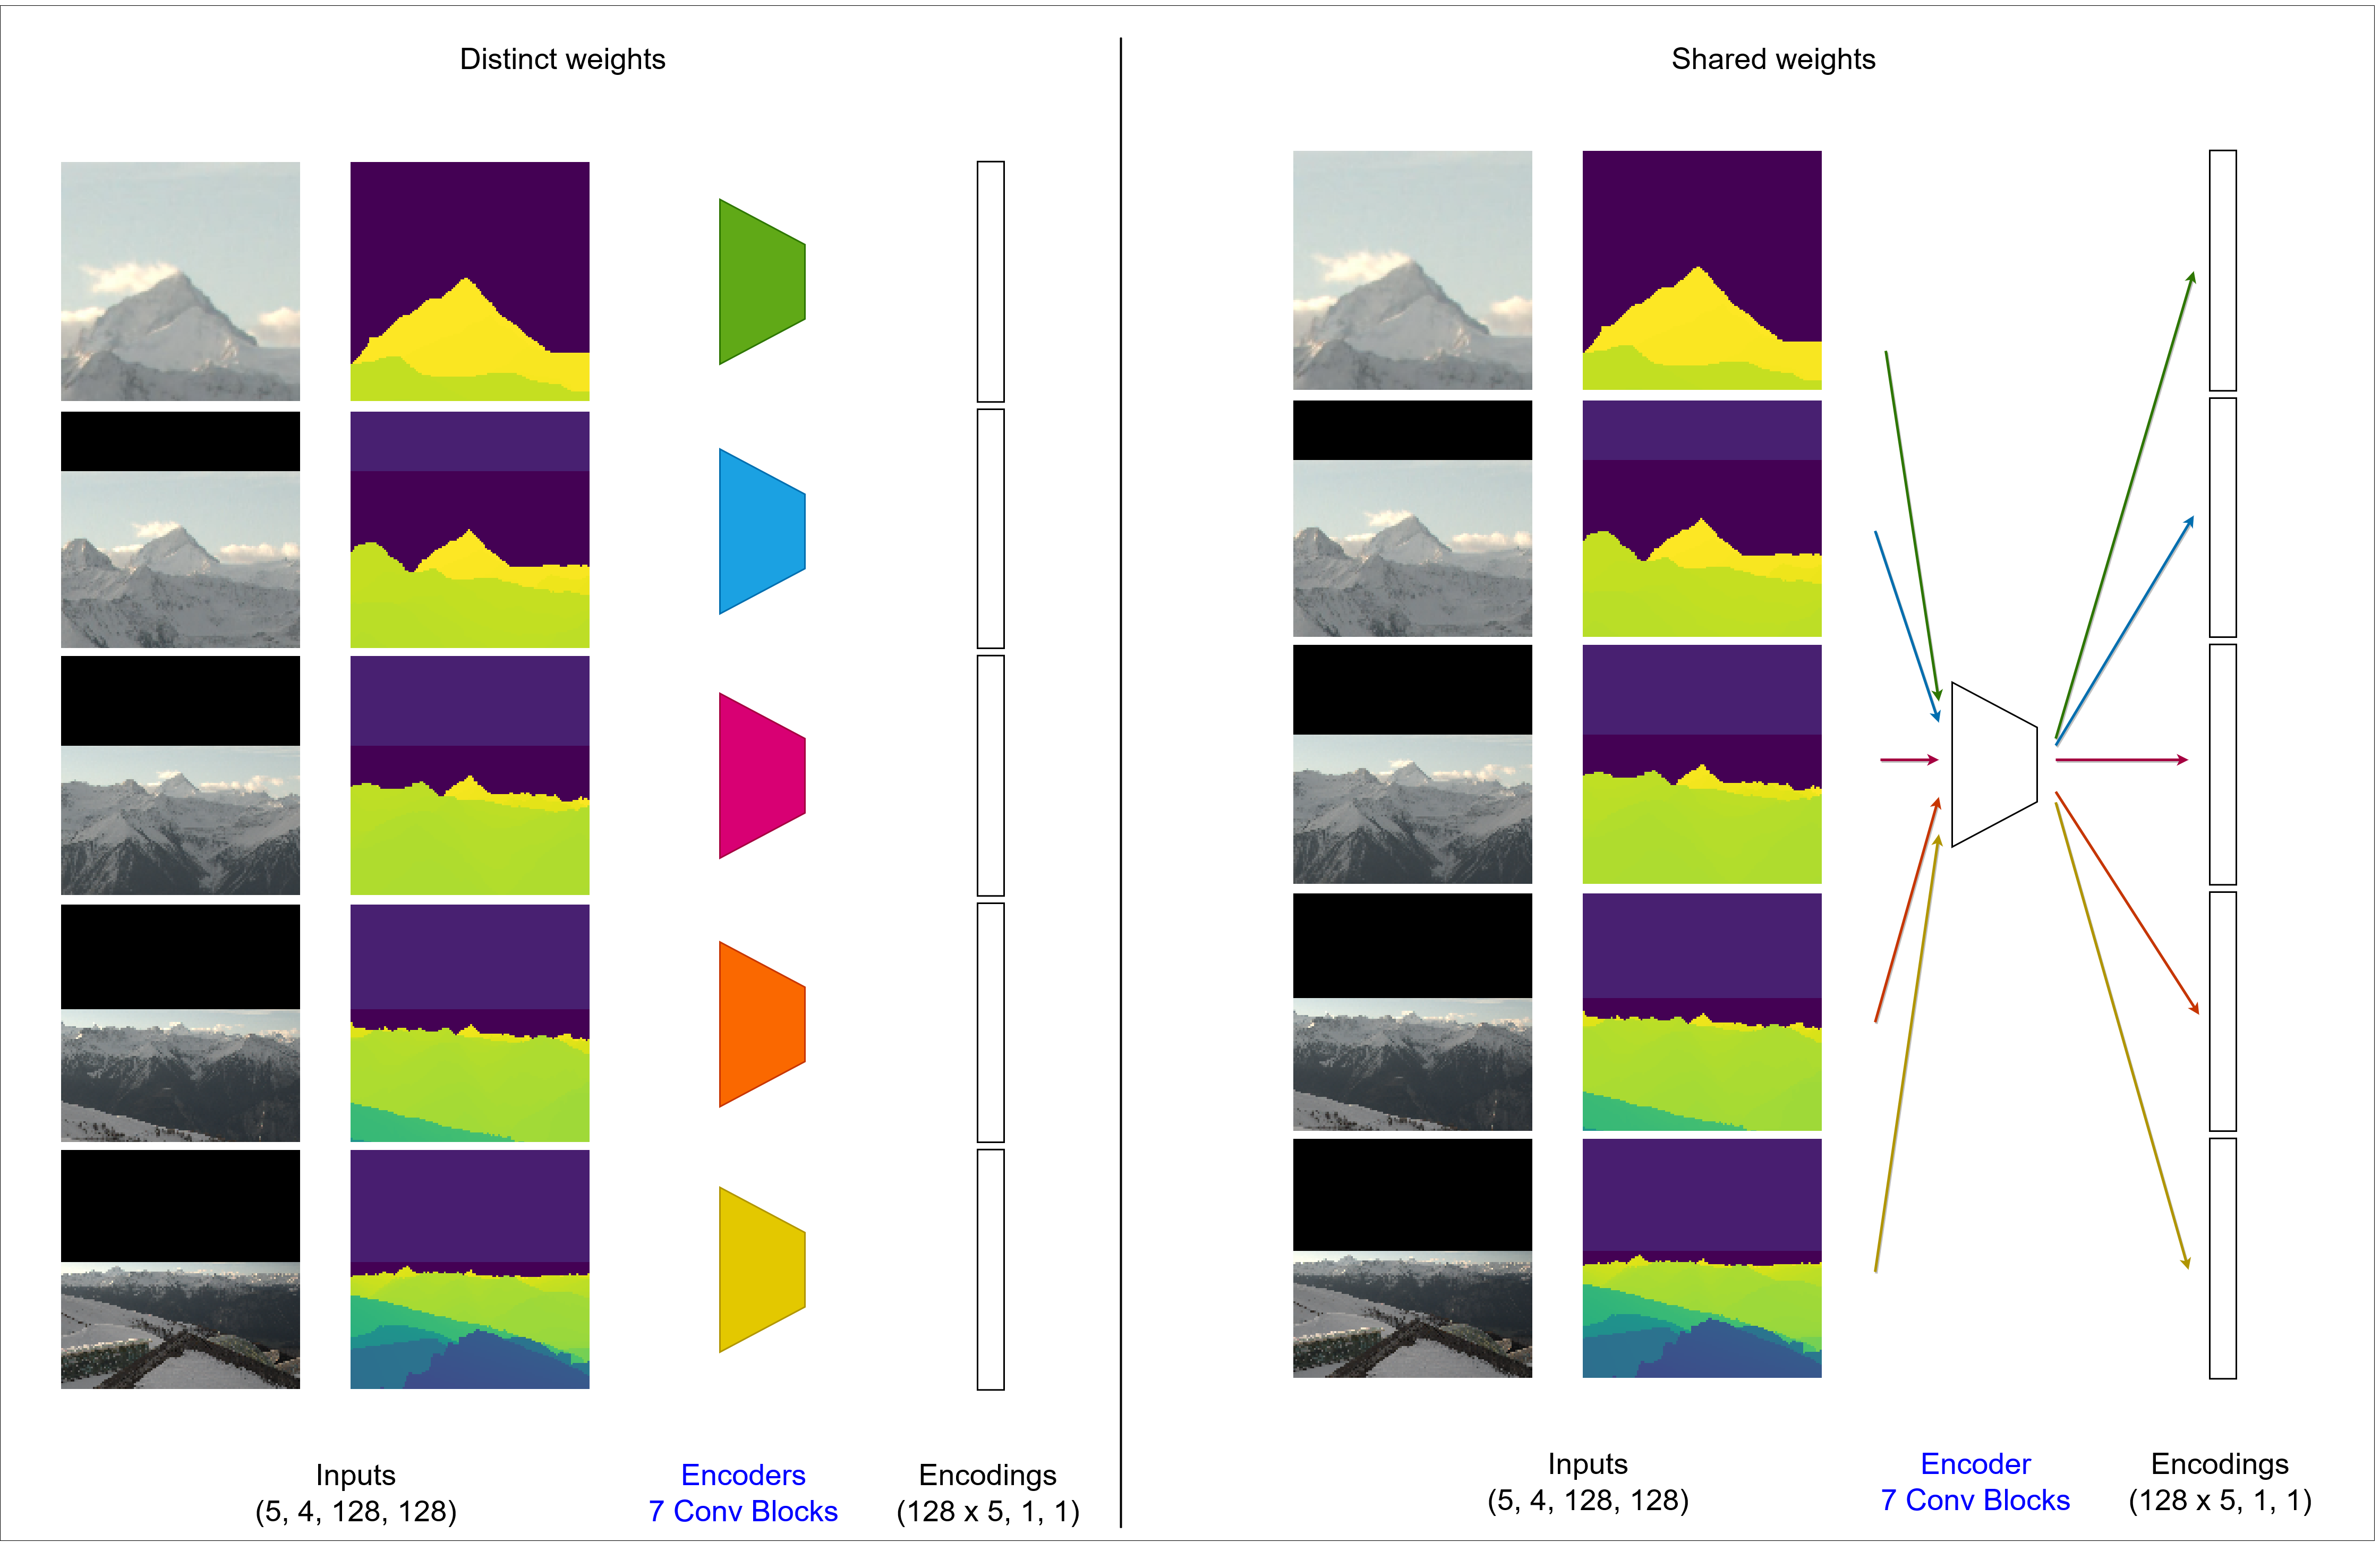 Distinct weights
Inputs
(5, 4, 128, 128)
Encoders
7 Conv Blocks
Encodings
(128 x 5, 1, 1)
Shared weights
Inputs
(5, 4, 128, 128)
Encoder
7 Conv Blocks
Encodings
(128 x 5, 1, 1)